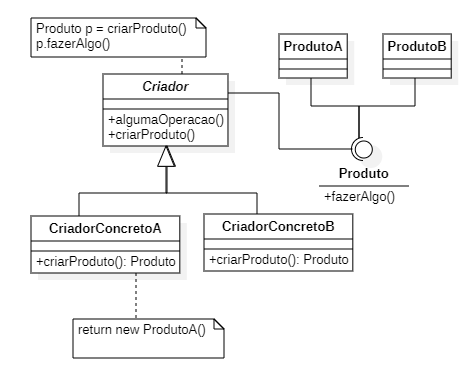 Produto p = criarProduto()
p.fazerAlgo()
ProdutoA
ProdutoB
Criador
+algumaOperacao()
+criarProduto()
Produto
+fazerAlgo()
CriadorConcretoA
+criarProduto(): Produto
CriadorConcretoB
+criarProduto(): Produto
return new ProdutoA()